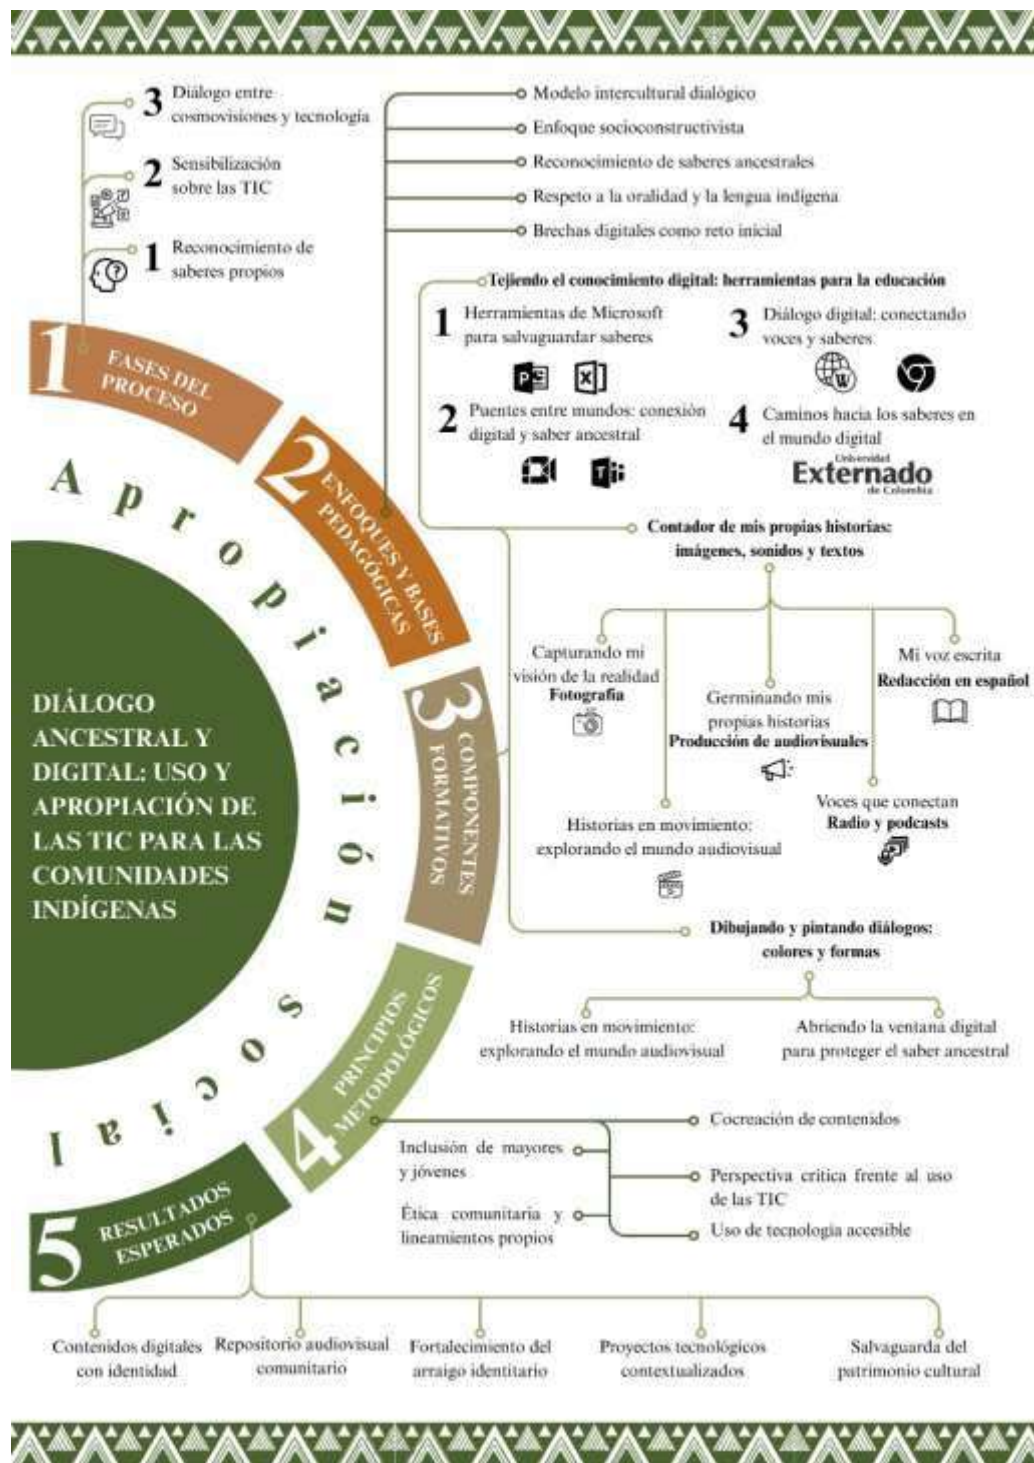 3 Diálogo entre
cosmovisiones y tecnología
2 Sensibilización
sobre las TIC
1 Reconocimiento de
saberes propios
Modelo intercultural dialógico
Enfoque socioconstructivista
Reconocimiento de saberes ancestrales
Respeto a la oralidad y la lengua indígena
Brechas digitales como reto inicial
Tejiendo el conocimiento digital: herramientas para la educación
1 Herramientas de Microsoft
para salvaguardar saberes
P
X
2 Puentes entre mundos: conexión
digital y saber ancestral
T
3 Diálogo digital: conectando
voces y saberes
W
4 Caminos hacia los saberes en
el mundo digital
Universidad
Externado
de Colombia
1 FASES DEL
PROCESO
2 ENFOQUES Y BASES
PEDAGÓGICAS
3 COMPONENTES
FORMATIVOS
4 PRINCIPIOS
METODOLÓGICOS
5 RESULTADOS
ESPERADOS
Apropiación social
DIÁLOGO
ANCESTRAL Y
DIGITAL: USO Y
APROPIACIÓN DE
LAS TIC PARA LAS
COMUNIDADES
INDÍGENAS
Contador de mis propias historias:
imágenes, sonidos y textos
Capturando mi
visión de la realidad
Fotografía
Germinando mis
propias historias
Producción de audiovisuales
Mi voz escrita
Redacción en español
Historias en movimiento:
explorando el mundo audiovisual
Voces que conectan
Radio y podcasts
Dibujando y pintando diálogos:
colores y formas
Historias en movimiento:
explorando el mundo audiovisual
Abriendo la ventana digital
para proteger el saber ancestral
Cocreación de contenidos
Inclusión de mayores
y jóvenes
Perspectiva crítica frente al uso
de las TIC
Ética comunitaria y
lineamientos propios
Uso de tecnología accesible
Contenidos digitales
con identidad
Repositorio audiovisual
comunitario
Fortalecimiento del
arraigo identitario
Proyectos tecnológicos
contextualizados
Salvaguarda del
patrimonio cultural